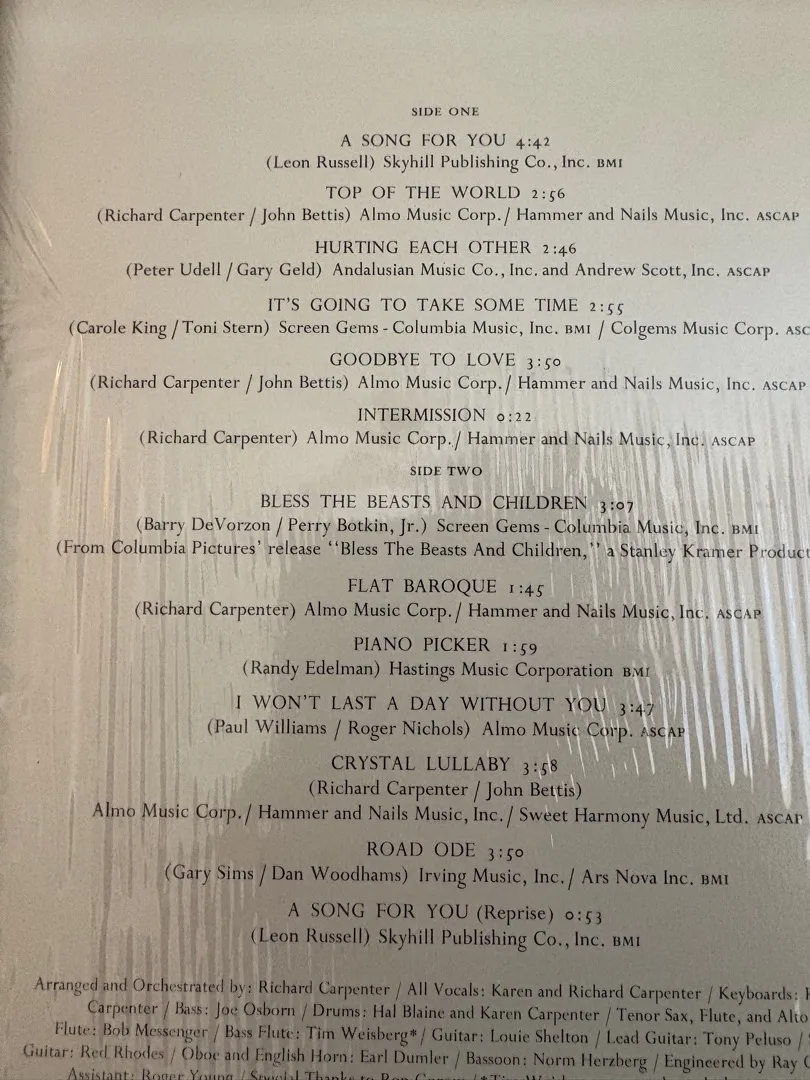 SIDE ONE
A SONG FOR YOU 4:42
(Leon Russell) Skyhill Publishing Co., Inc. BMI
TOP OF THE WORLD 2:56
(Richard Carpenter / John Bettis) Almo Music Corp. / Hammer and Nails Music, Inc. ASCAP
HURTING EACH OTHER 2:46
(Peter Udell / Gary Geld) Andalusian Music Co., Inc. and Andrew Scott, Inc. ASCAP
IT'S GOING TO TAKE SOME TIME 2:55
(Carole King / Toni Stern) Screen Gems - Columbia Music, Inc. BMI / Colgems Music Corp. ASC
GOODBYE TO LOVE 3:50
(Richard Carpenter / John Bettis) Almo Music Corp. / Hammer and Nails Music, Inc. ASCAP
INTERMISSION 0:22
(Richard Carpenter) Almo Music Corp. / Hammer and Nails Music, Inc. ASCAP
SIDE TWO
BLESS THE BEASTS AND CHILDREN 3:07
(Barry DeVorzon / Perry Botkin, Jr.) Screen Gems - Columbia Music, Inc. BMI
(From Columbia Pictures' release "Bless The Beasts And Children," a Stanley Kramer Product
FLAT BAROQUE 1:45
(Richard Carpenter) Almo Music Corp. / Hammer and Nails Music, Inc. ASCAP
PIANO PICKER 1:59
(Randy Edelman) Hastings Music Corporation BMI
I WON'T LAST A DAY WITHOUT YOU 3:47
(Paul Williams / Roger Nichols) Almo Music Corp. ASCAP
CRYSTAL LULLABY 3:58
(Richard Carpenter / John Bettis)
Almo Music Corp. / Hammer and Nails Music, Inc. / Sweet Harmony Music, Ltd. ASCAP
ROAD ODE 3:50
(Gary Sims / Dan Woodhams) Irving Music, Inc. / Ars Nova Inc. BMI
A SONG FOR YOU (Reprise) 0:53
(Leon Russell) Skyhill Publishing Co., Inc. BMI
Arranged and Orchestrated by: Richard Carpenter / All Vocals: Karen and Richard Carpenter / Keyboards:
Carpenter / Bass: Joe Osborn / Drums: Hal Blaine and Karen Carpenter / Tenor Sax, Flute, and Alto
Flute: Bob Messenger / Bass Flute: Tim Weisberg* / Guitar: Louie Shelton / Lead Guitar: Tony Peluso /
Guitar: Red Rhodes / Oboe and English Horn: Earl Dumler / Bassoon: Norm Herzberg / Engineered by Ray
Assistant: Roger Young / Special Thanks to Ron